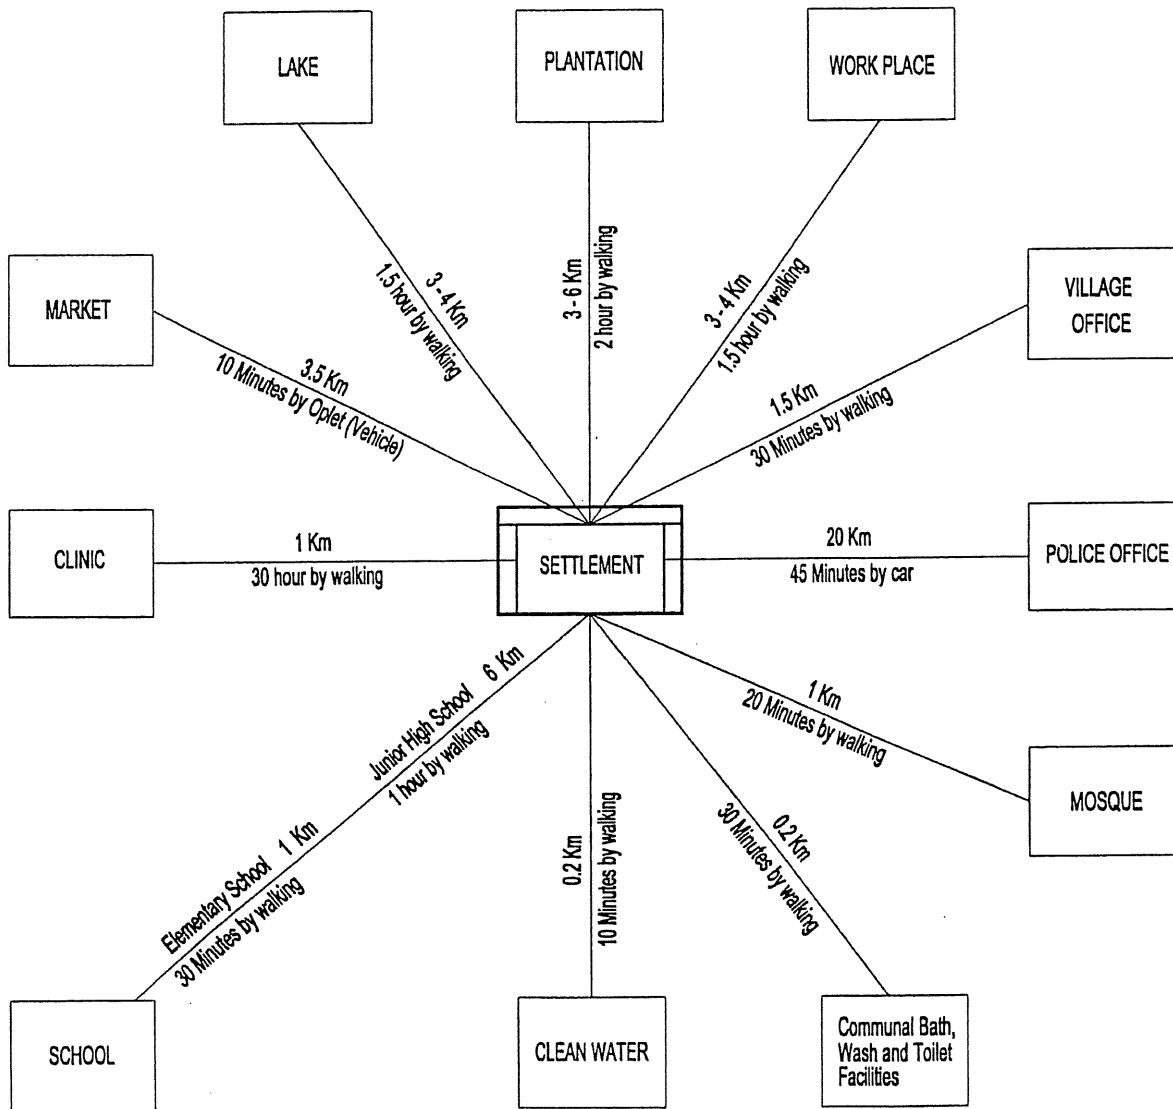 LAKE
PLANTATION
WORK PLACE
3 - 4 Km
1.5 hour by walking
3 - 6 Km
2 hour by walking
3 - 4 Km
1.5 hour by walking
MARKET
3.5 Km
10 Minutes by Oplet (Vehicle)
VILLAGE
OFFICE
1.5 Km
30 Minutes by walking
CLINIC
1 Km
30 hour by walking
SETTLEMENT
20 Km
45 Minutes by car
POLICE OFFICE
Junior High School 6 Km
1 hour by walking
Elementary School 1 Km
30 Minutes by walking
0.2 Km
10 Minutes by walking
0.2 Km
30 Minutes by walking
1 Km
20 Minutes by walking
MOSQUE
SCHOOL
CLEAN WATER
Communal Bath,
Wash and Toilet
Facilities